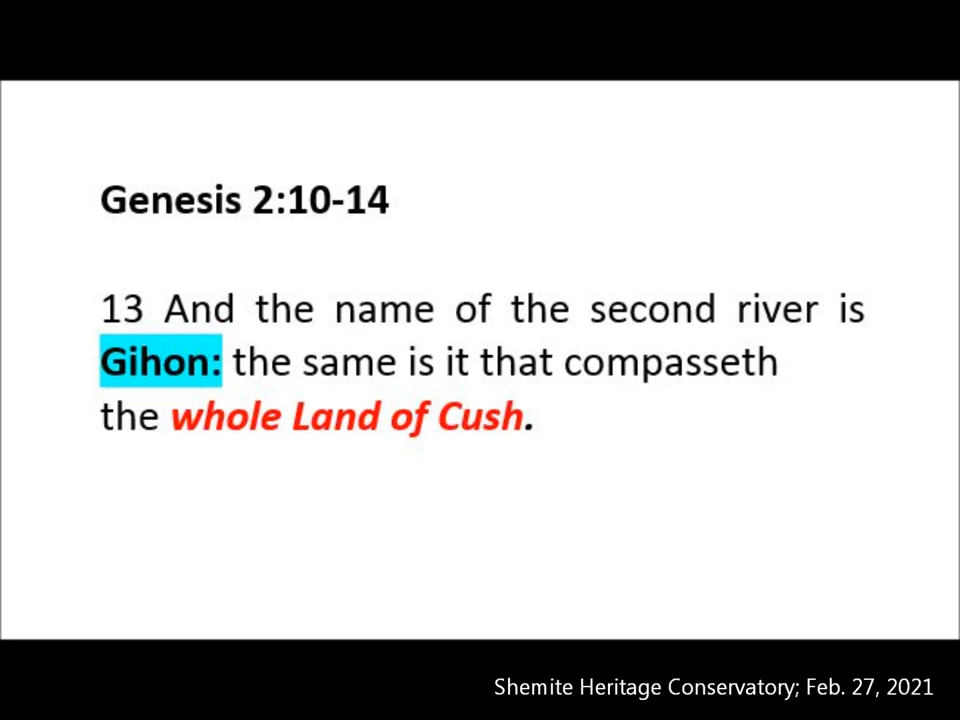 Genesis 2:10-14
13 And the name of the second river is
Gihon: the same is it that compasseth
the whole Land of Cush.
Shemite Heritage Conservatory; Feb. 27, 2021